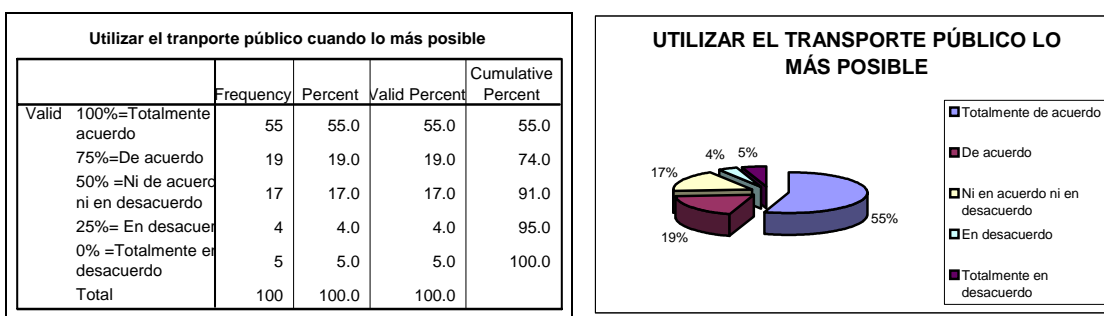 Utilizar el tranporte público cuando lo más posible
Cumulative
Frequency Percent Valid Percent Percent
Valid 100%=Totalmente
acuerdo 55 55.0 55.0 55.0
75%=De acuerdo 19 19.0 19.0 74.0
50% =Ni de acuerd
ni en desacuerdo 17 17.0 17.0 91.0
25%= En desacuer 4 4.0 4.0 95.0
0% =Totalmente en
desacuerdo 5 5.0 5.0 100.0
Total 100 100.0 100.0
UTILIZAR EL TRANSPORTE PÚBLICO LO
MÁS POSIBLE
4% 5%
17%
55%
19%
Totalmente de acuerdo
De acuerdo
Ni en acuerdo ni en
desacuerdo
En desacuerdo
Totalmente en
desacuerdo